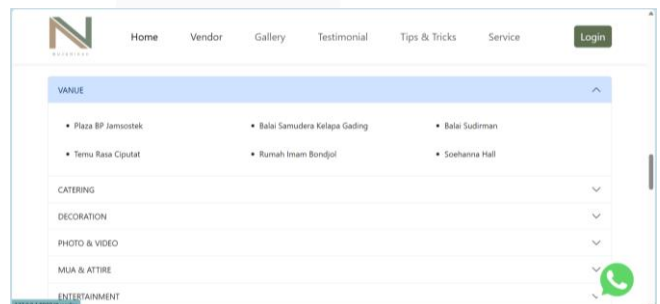 Home Vendor Gallery Testimonial Tips & Tricks Service Login
VANUE
Plaza BP Jamsostek Balai Samudera Kelapa Gading Balai Sudirman
Temu Rasa Ciputat Rumah Imam Bondjol Soehanna Hall
CATERING
DECORATION
PHOTO & VIDEO
MUA & ATTIRE
ENTERTAINMENT